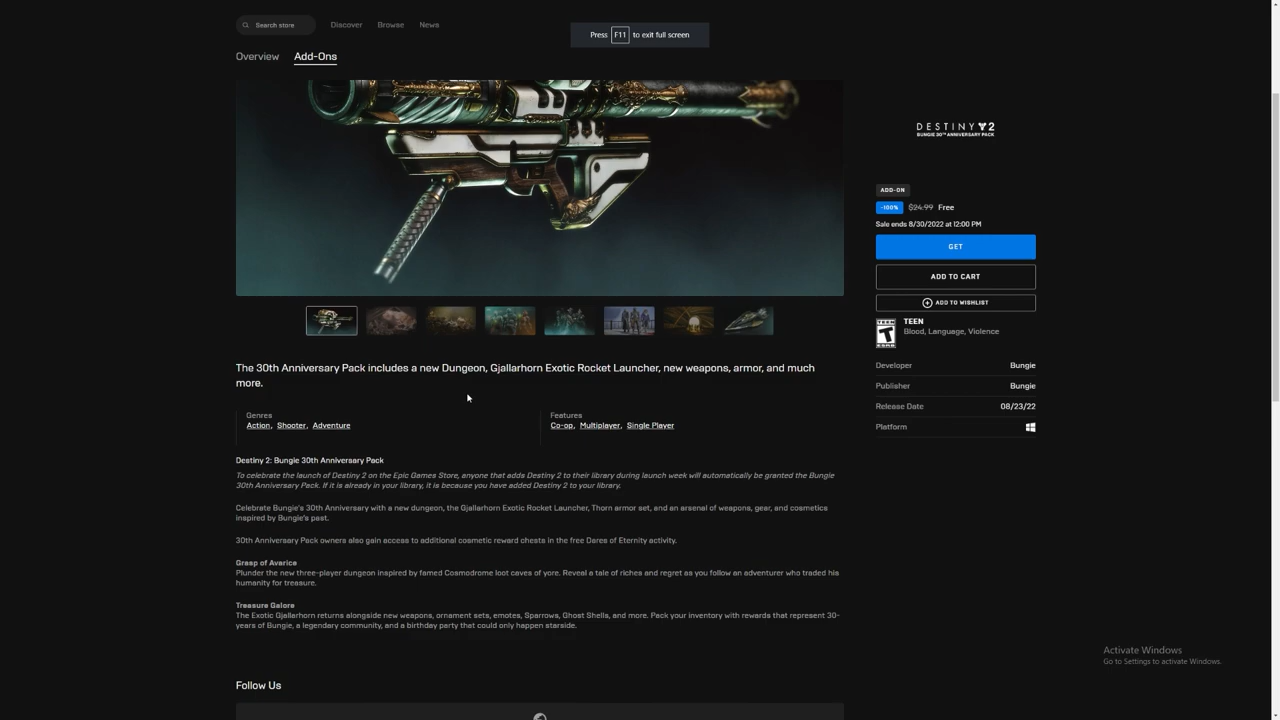 Search store
Discover
Browse
News
Press F11 to exit full screen
Overview
Add-Ons
DESTINY 2
BUNGIE 30TH ANNIVERSARY PACK
ADD-ON
-100% $24.99 Free
Sale ends 8/30/2022 at 12:00 PM
GET
ADD TO CART
ADD TO WISHLIST
TEEN
T
ESRB
TEEN
Blood, Language, Violence
Developer Bungie
Publisher Bungie
Release Date 08/23/22
Platform
The 30th Anniversary Pack includes a new Dungeon, Gjallarhorn Exotic Rocket Launcher, new weapons, armor, and much
more.
Genres
Action, Shooter, Adventure
Features
Co-op, Multiplayer, Single Player
Destiny 2: Bungie 30th Anniversary Pack
To celebrate the launch of Destiny 2 on the Epic Games Store, anyone that adds Destiny 2 to their library during launch week will automatically be granted the Bungie
30th Anniversary Pack. If it is already in your library, it is because you have added Destiny 2 to your library.
Celebrate Bungie's 30th Anniversary with a new dungeon, the Gjallarhorn Exotic Rocket Launcher, Thorn armor set, and an arsenal of weapons, gear, and cosmetics
inspired by Bungie's past.
30th Anniversary Pack owners also gain access to additional cosmetic reward chests in the free Dares of Eternity activity.
Grasp of Avarice
Plunder the new three-player dungeon inspired by famed Cosmodrome loot caves of yore. Reveal a tale of riches and regret as you follow an adventurer who traded his
humanity for treasure.
Treasure Galore
The Exotic Gjallarhorn returns alongside new weapons, ornament sets, emotes, Sparrows, Ghost Shells, and more. Pack your inventory with rewards that represent 30-
years of Bungie, a legendary community, and a birthday party that could only happen starside.
Activate Windows
Go to Settings to activate Windows.
Follow Us